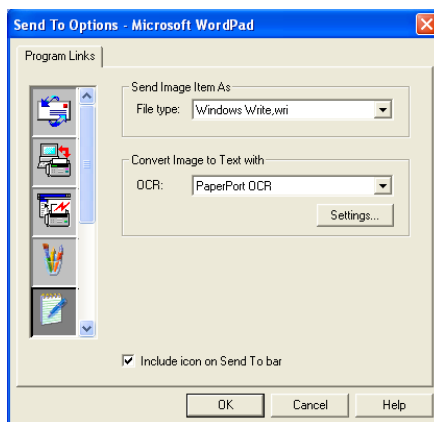 Send To Options - Microsoft WordPad
Program Links
Send Image Item As
File type: Windows Write,wri
Convert Image to Text with
OCR: PaperPort OCR
Settings...
Include icon on Send To bar
OK Cancel Help